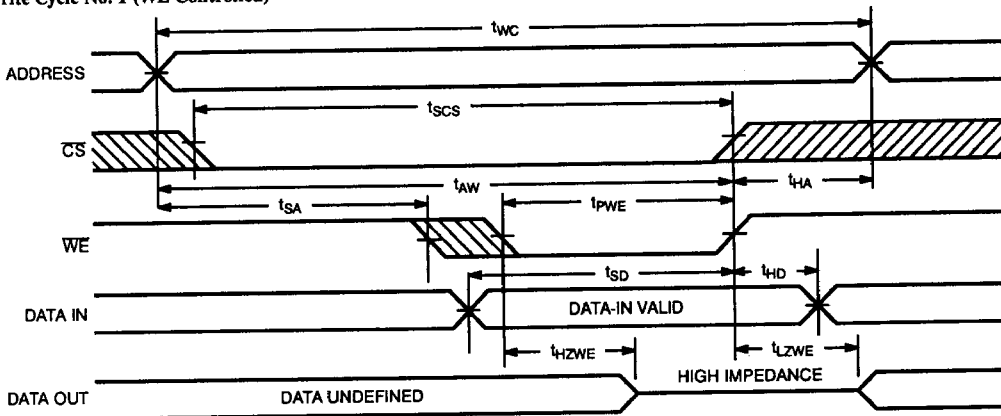 Write Cycle No. 1 (WE Controlled)
tWC
ADDRESS
tSCS
CS
tAW
tHA
tSA
tPWE
WE
tSD
tHD
DATA IN
DATA-IN VALID
tHZWE
tLZWE
HIGH IMPEDANCE
DATA OUT
DATA UNDEFINED